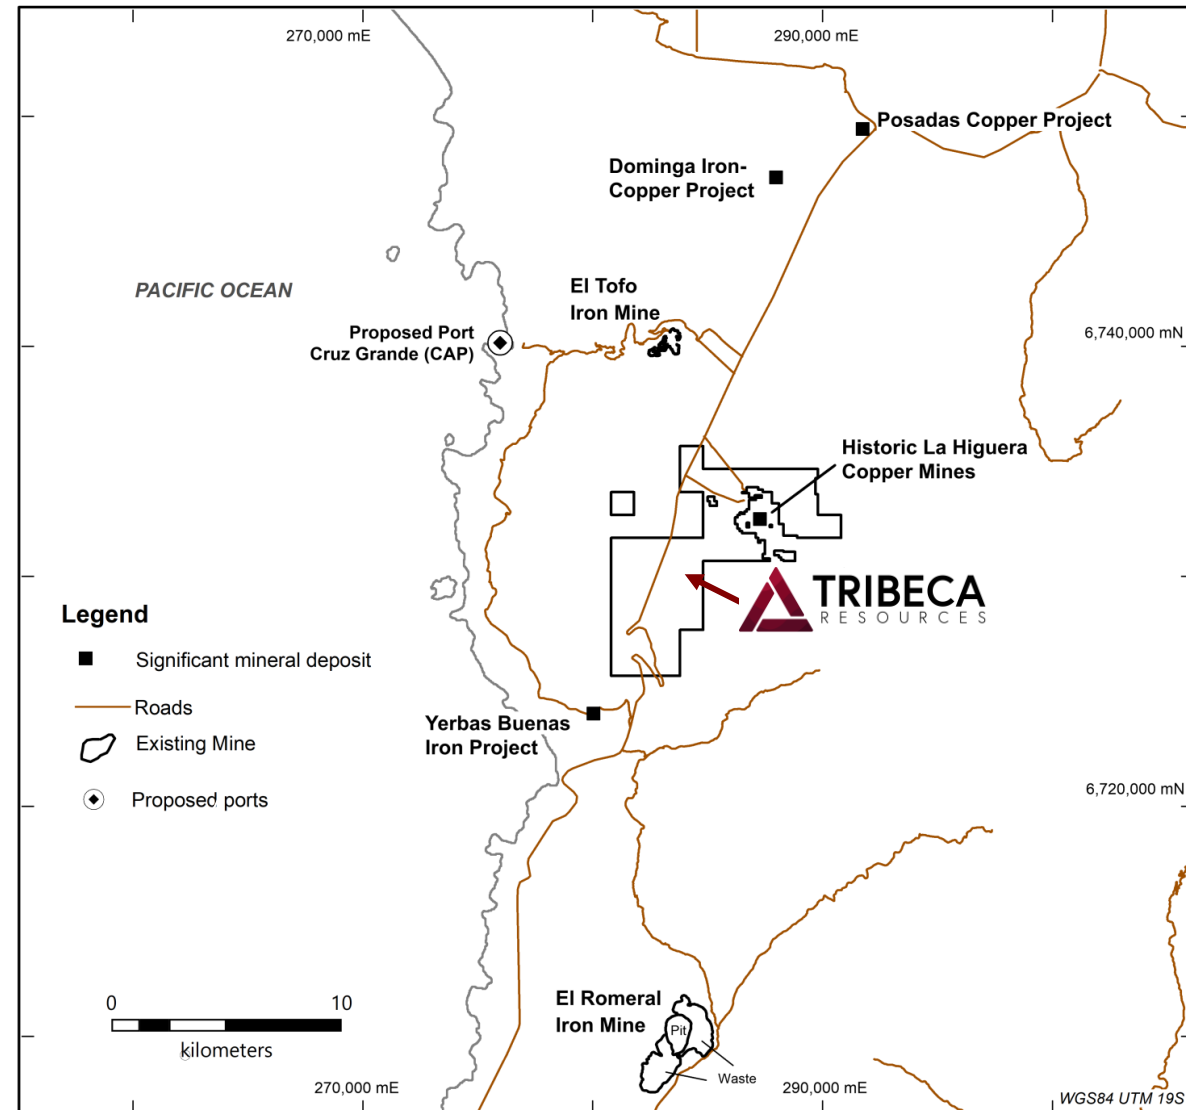 270,000 mE
290,000 mE
Posadas Copper Project
Dominga Iron-
Copper Project
PACIFIC OCEAN
El Tofo
Iron Mine
Proposed Port
Cruz Grande (CAP)
6,740,000 mN
Historic La Higuera
Copper Mines
TRIBECA
RESOURCES
Legend
Significant mineral deposit
Roads
Existing Mine
Proposed ports
Yerbas Buenas
Iron Project
6,720,000 mN
El Romeral
Iron Mine
Pit
Waste
0 10
kilometers
270,000 mE
290,000 mE
WGS84 UTM 19S